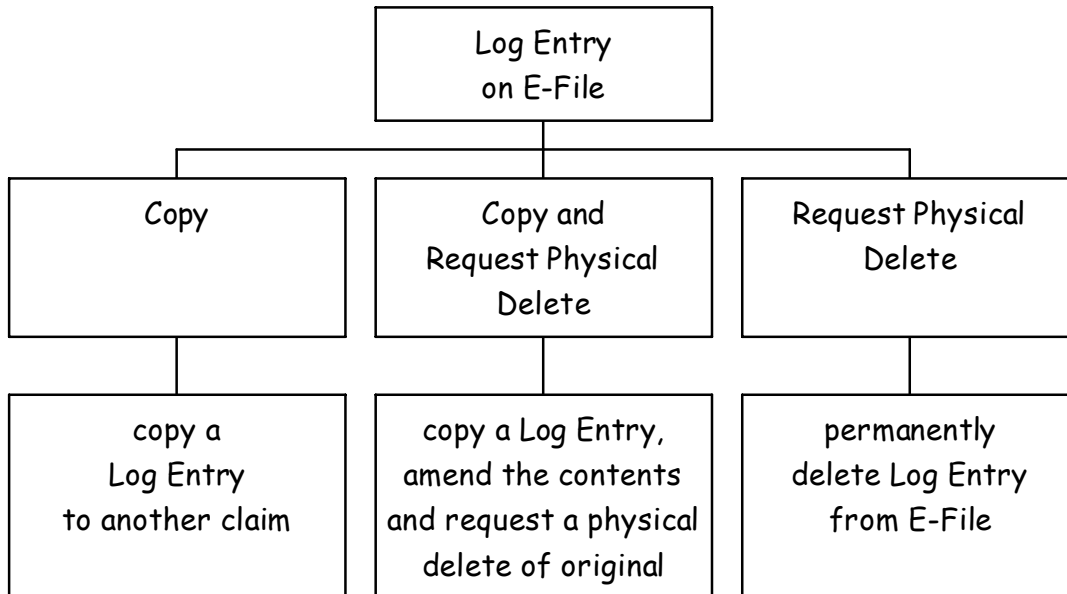 Log Entry
on E-File
Copy
Copy and
Request Physical
Delete
Request Physical
Delete
copy a
Log Entry
to another claim
copy a Log Entry,
amend the contents
and request a physical
delete of original
permanently
delete Log Entry
from E-File